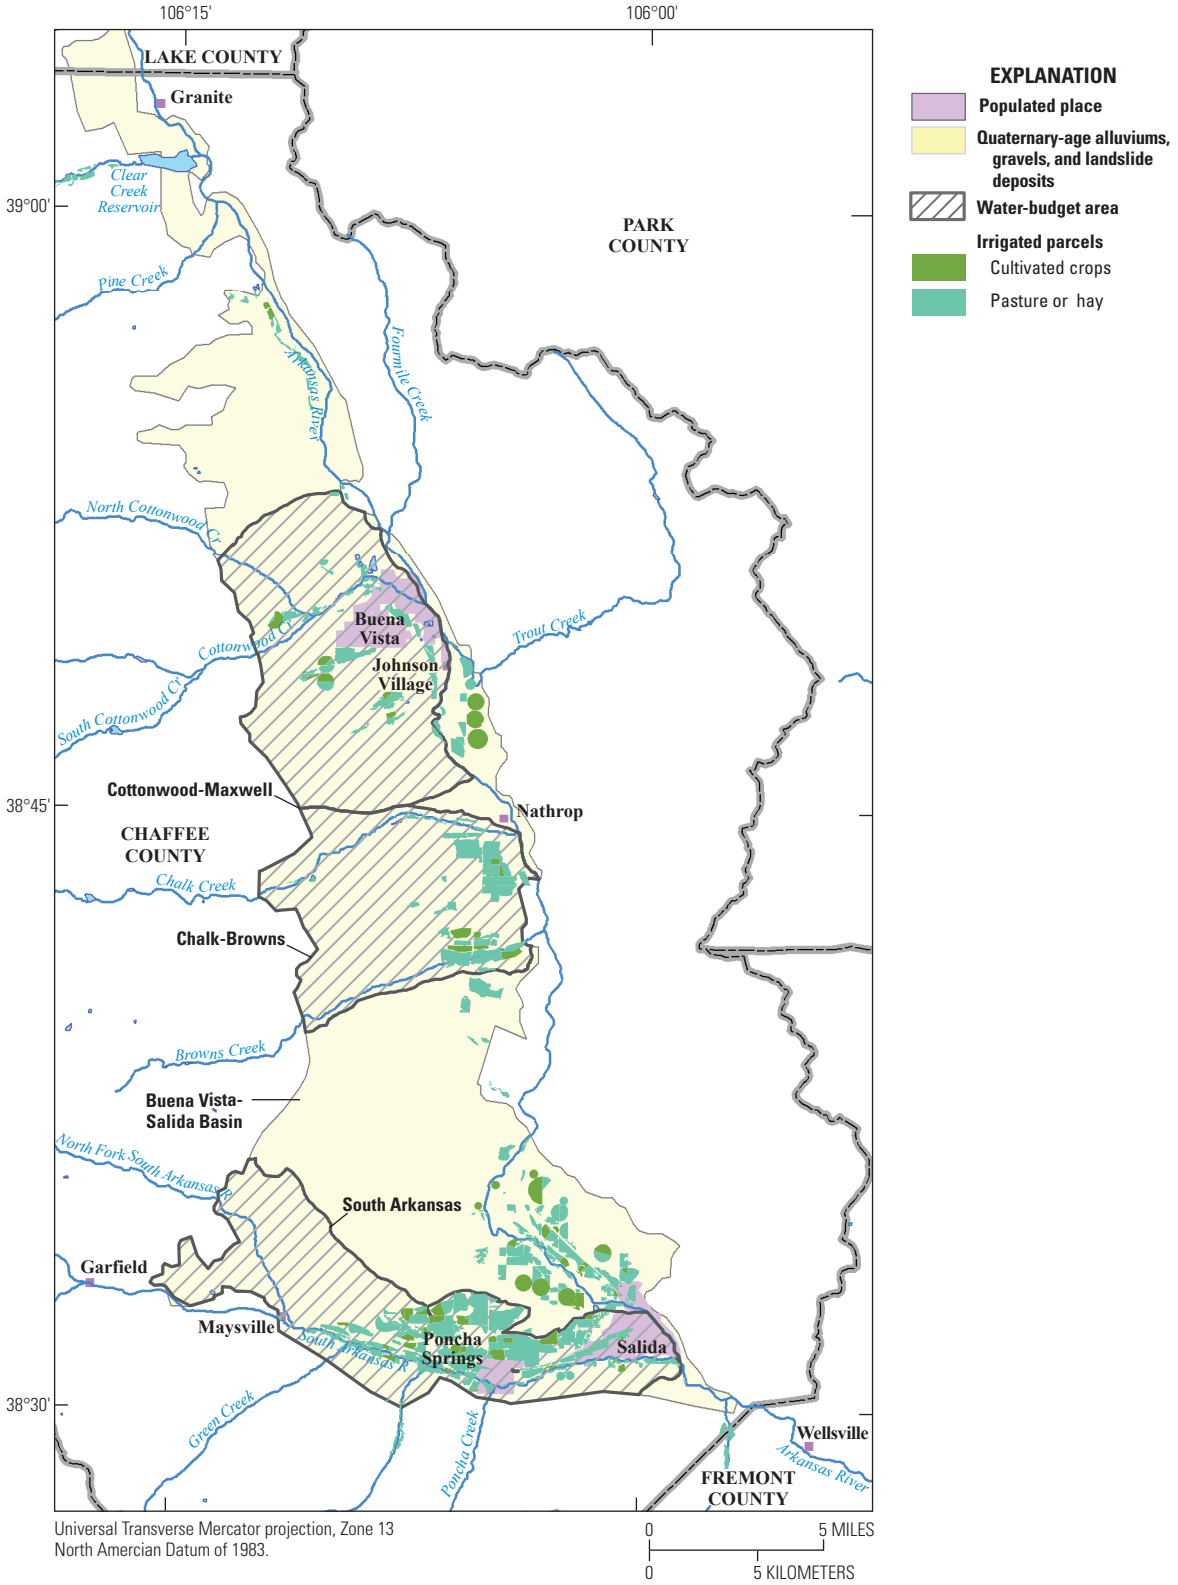 106°15'
106°00'
LAKE COUNTY
Granite
Clear
Creek
Reservoir
39°00'
PARK
COUNTY
Pine Creek
Fourmile Creek
Arkansas River
North Cottonwood Cr
Trout Creek
Buena
Vista
Cottonwood Cr
Johnson
Village
South Cottonwood Cr
Cottonwood-Maxwell
38°45'
Nathrop
CHAFFEE
COUNTY
Chalk Creek
Chalk-Browns
Browns Creek
Buena Vista-
Salida Basin
North Fork South Arkansas R
South Arkansas
Garfield
Maysville
South Arkansas R
Poncha
Springs
Salida
38°30'
Green Creek
Poncha Creek
Wellsville
Arkansas River
FREMONT
COUNTY
EXPLANATION
Populated place
Quaternary-age alluviums,
gravels, and landslide
deposits
Water-budget area
Irrigated parcels
Cultivated crops
Pasture or hay
Universal Transverse Mercator projection, Zone 13
North Amercian Datum of 1983.
0 5 MILES
0 5 KILOMETERS